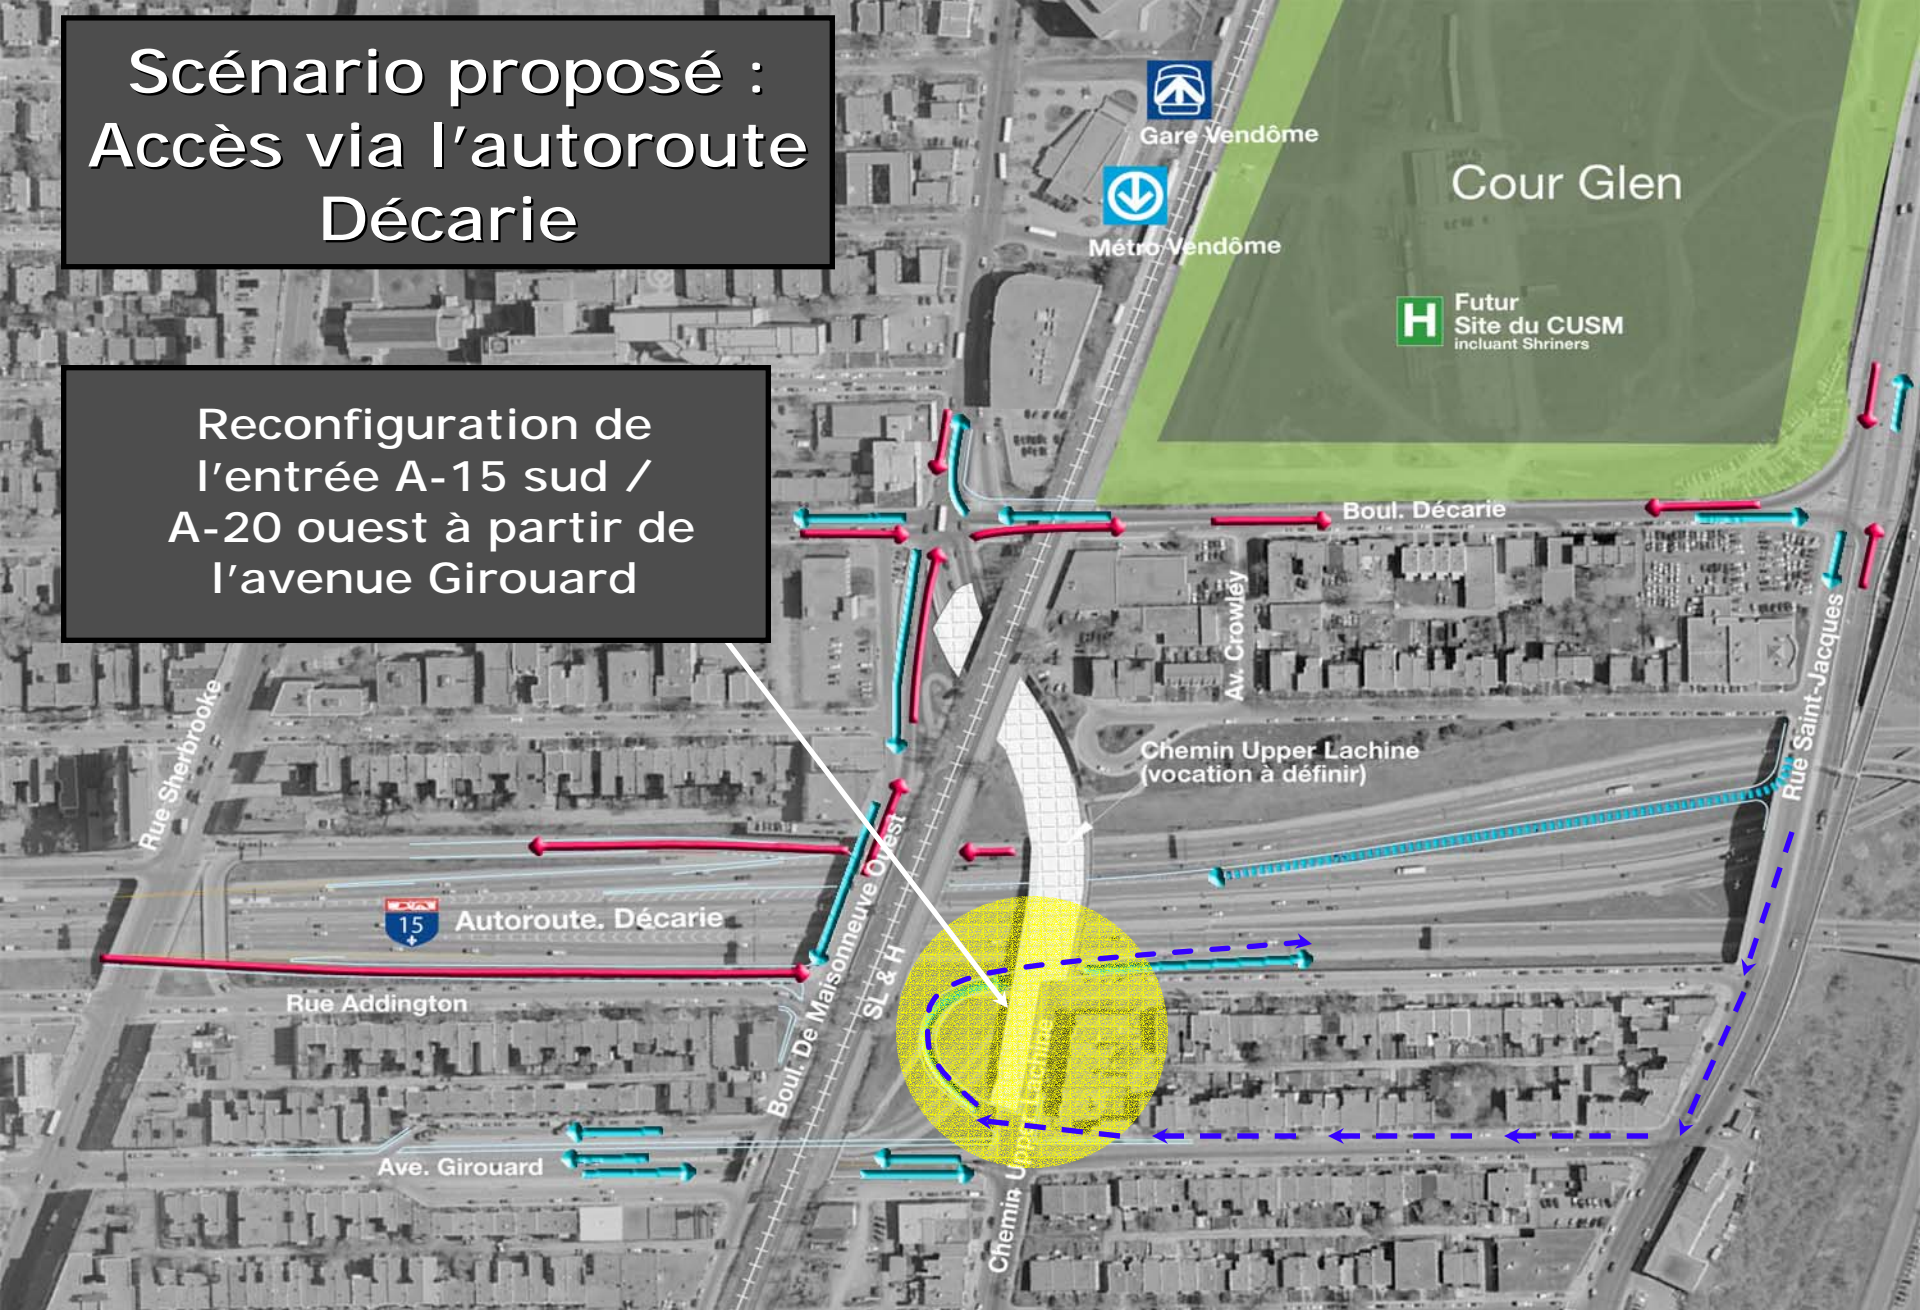 Scénario proposé :
Accès via l'autoroute
Décarie
Gare Vendôme
Métro Vendôme
Cour Glen
H
Futur
Site du CUSM
incluant Shriners
Reconfiguration de
l'entrée A-15 sud /
A-20 ouest à partir de
l'avenue Girouard
Boul. Décarie
Av. Crowley
Rue Saint-Jacques
Rue Sherbrooke
Chemin Upper Lachine
(vocation à définir)
15
Autoroute. Décarie
Boul. De Maisonneuve Ouest
SL & H
Rue Addington
Ave. Girouard
Chemin Upper Lachine